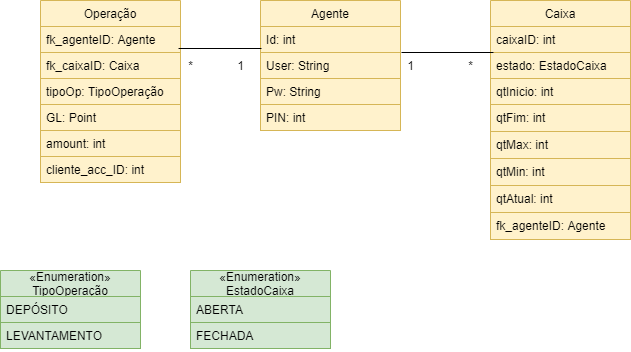 Operação
fk_agenteID: Agente
fk_caixaID: Caixa
tipoOp: TipoOperação
GL: Point
amount: int
cliente_acc_ID: int
*
1
Agente
Id: int
User: String
Pw: String
PIN: int
1
*
Caixa
caixaID: int
estado: EstadoCaixa
qtInicio: int
qtFim: int
qtMax: int
qtMin: int
qtAtual: int
fk_agenteID: Agente
«Enumeration»
TipoOperação
DEPÓSITO
LEVANTAMENTO
«Enumeration»
EstadoCaixa
ABERTA
FECHADA